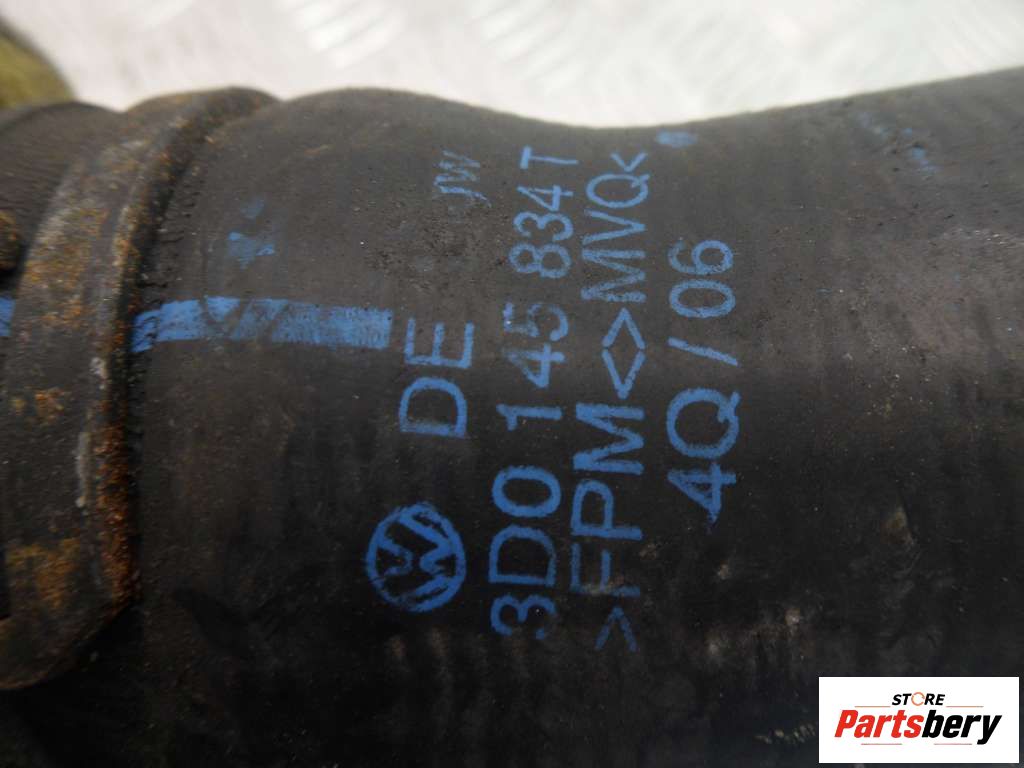 JW
DE
3D0 145 834 T
>FPM<>MVQ<
4Q/06
STORE
Partsbery